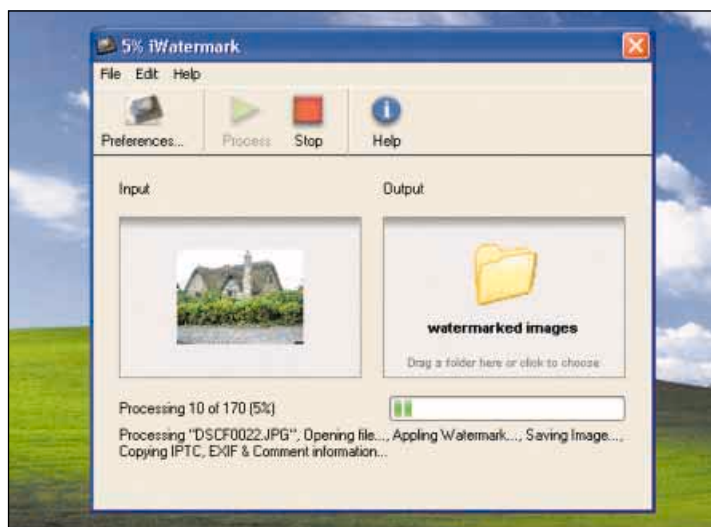 5% iWatermark
File Edit Help
Preferences... Process Stop Help
Input Output
watermarked images
Drag a folder here or click to choose
Processing 10 of 170 (5%)
Processing "DSCF0022.JPG", Opening file..., Appling Watermark..., Saving Image...,
Copying IPTC, EXIF & Comment information...